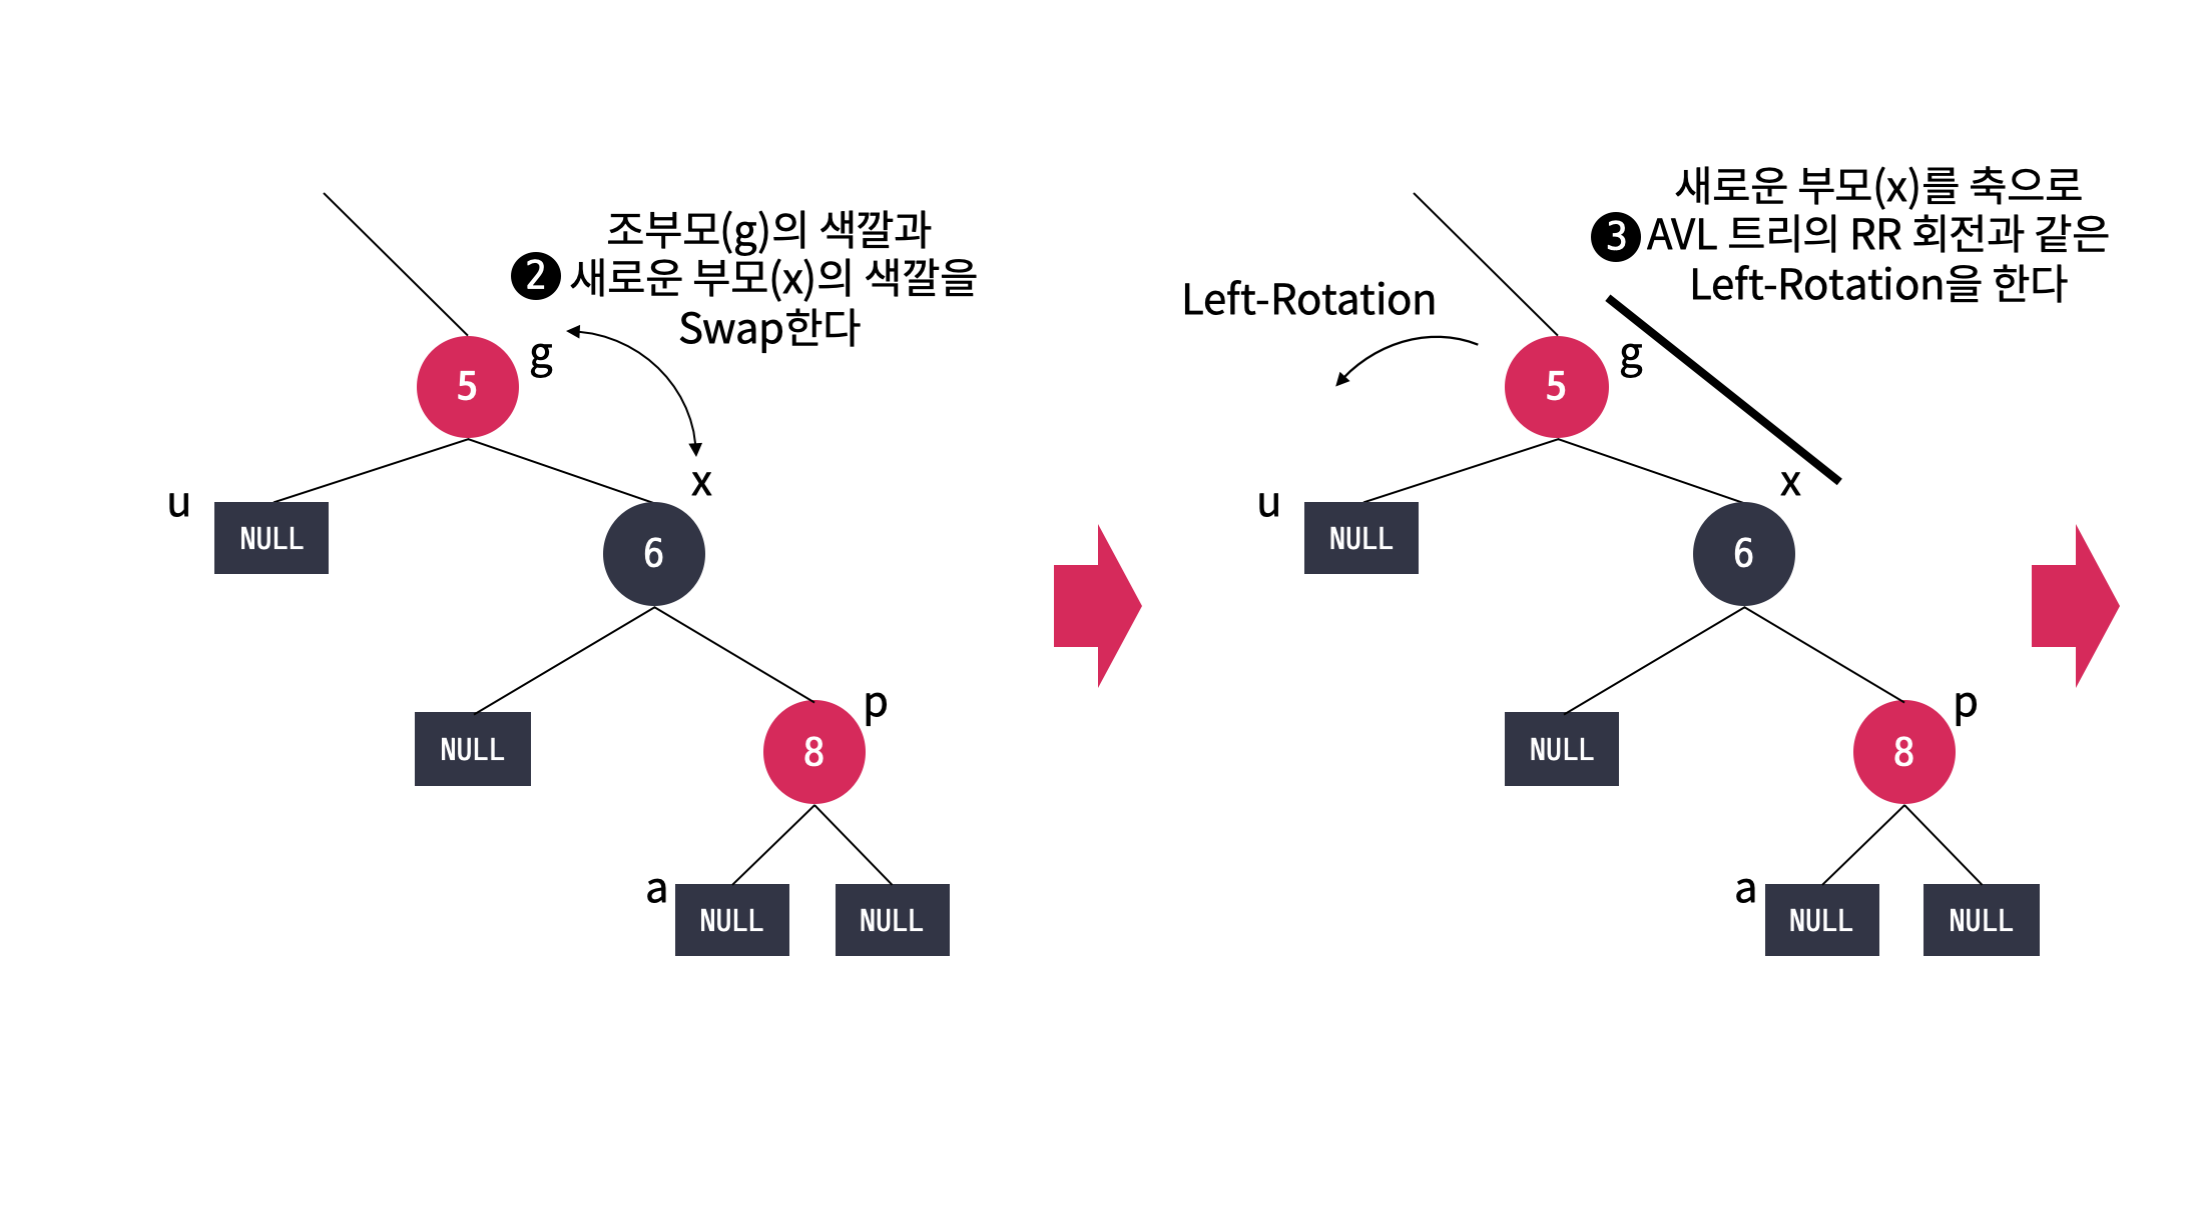 조부모(g)의 색깔과
❷ 새로운 부모(x)의 색깔을
Swap한다
g
5
x
u
NULL
6
p
NULL
8
a
NULL
NULL
새로운 부모(x)를 축으로
❸ AVL 트리의 RR 회전과 같은
Left-Rotation을 한다
Left-Rotation
g
5
x
u
NULL
6
p
NULL
8
a
NULL
NULL